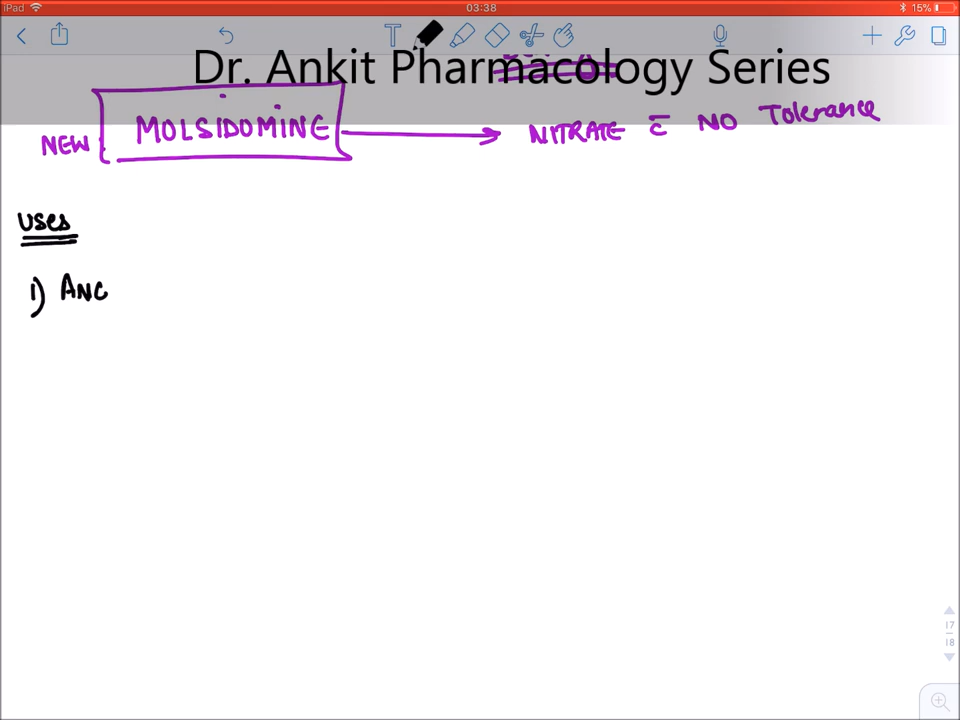 iPad 03:38 15%
Dr. Ankit Pharmacology Series
NEW MOLSIDOMINE NITRATE c̄ NO Tolerance
Uses
1) ANG
17
18